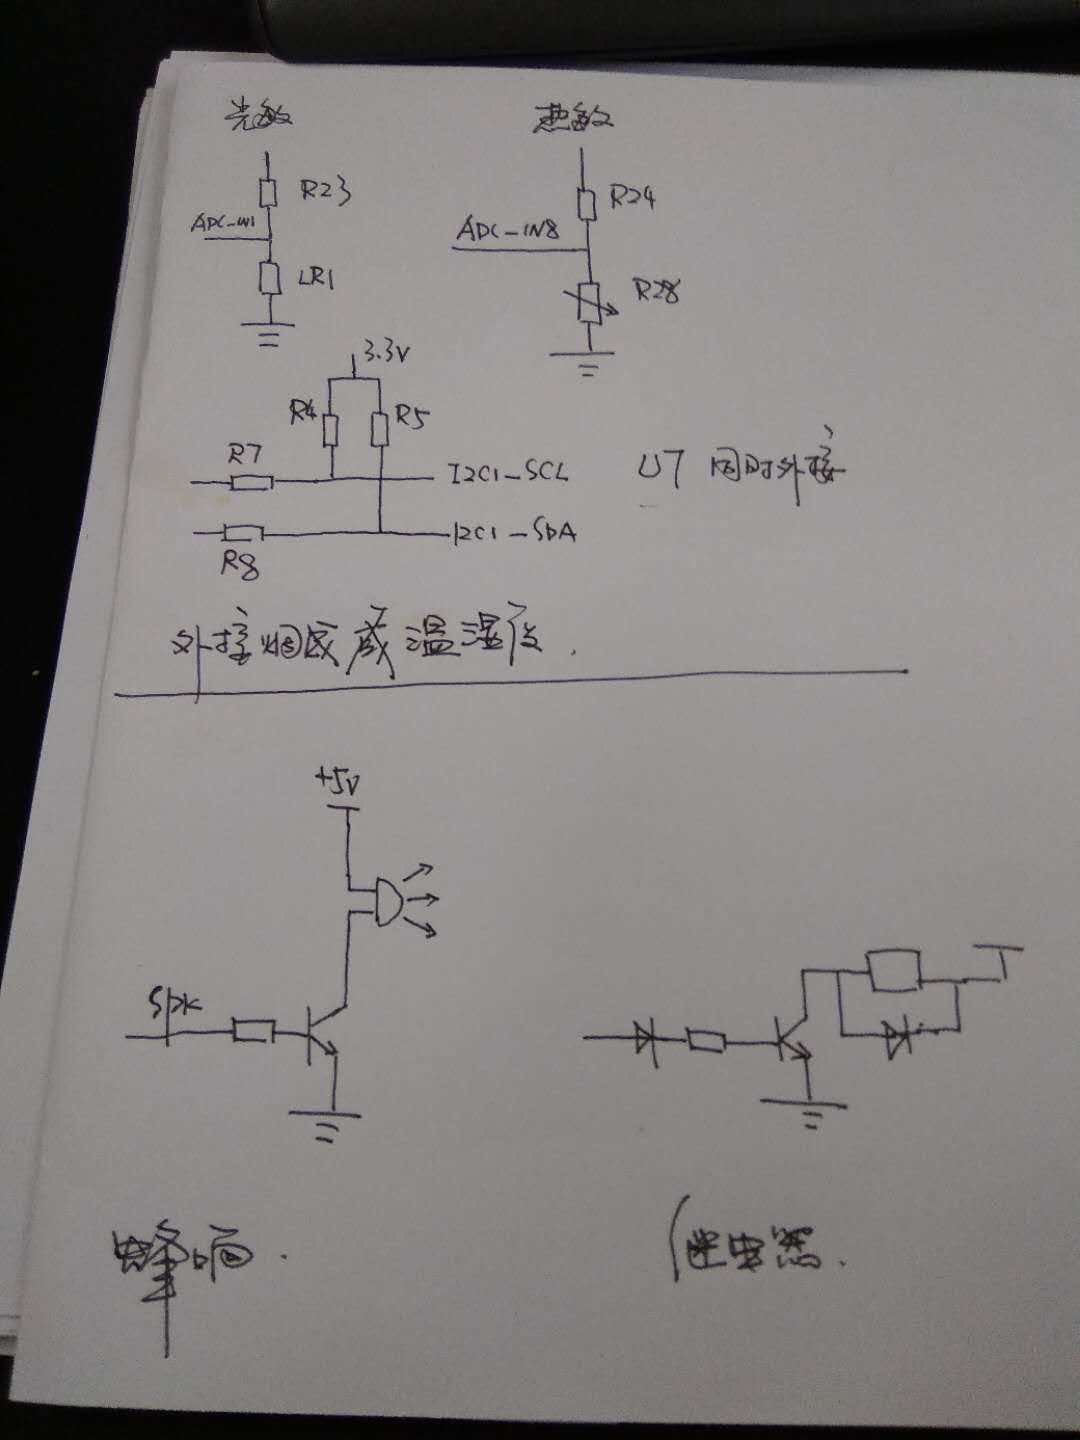 光敏
热敏
R23
R24
ADC-IN1
ADC-IN8
LR1
R28
3.3V
R4
R5
R7
I2C1-SCL
U7 同时外接
R8
I2C1-SDA
外接烟感 温湿度.
+5V
SPK
蜂响.
继电器.